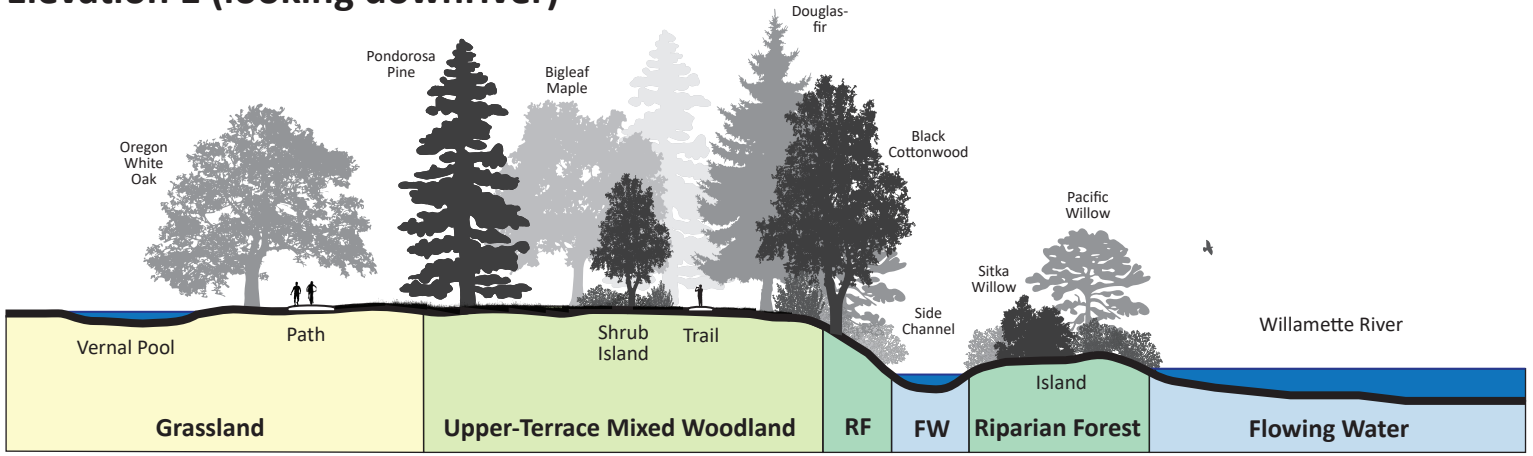 Elevation 1 (looking downriver)
Douglas-
fir
Pondorosa
Pine
Bigleaf
Maple
Oregon
White
Oak
Black
Cottonwood
Pacific
Willow
Sitka
Willow
Side
Channel
Willamette River
Vernal Pool
Path
Shrub
Island
Trail
Island
Grassland
Upper-Terrace Mixed Woodland
RF
FW
Riparian Forest
Flowing Water